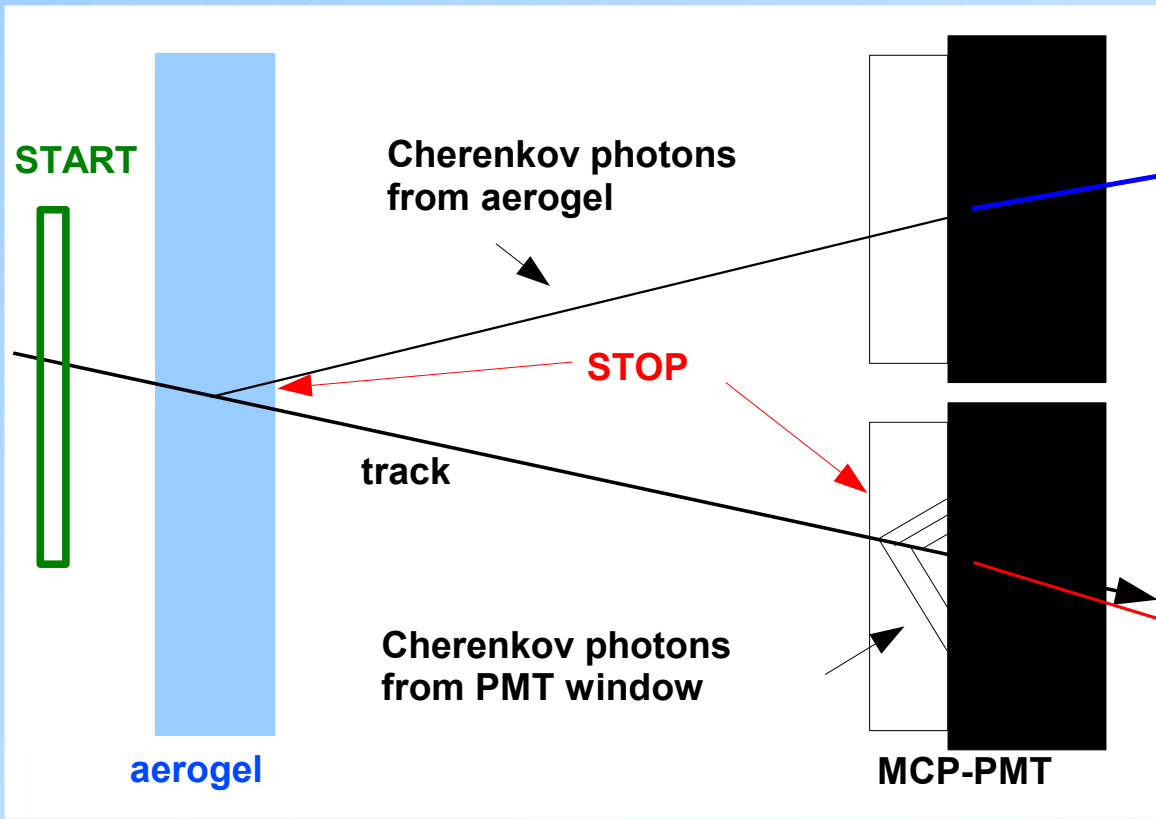 START
Cherenkov photons
from aerogel
STOP
track
Cherenkov photons
from PMT window
aerogel
MCP-PMT